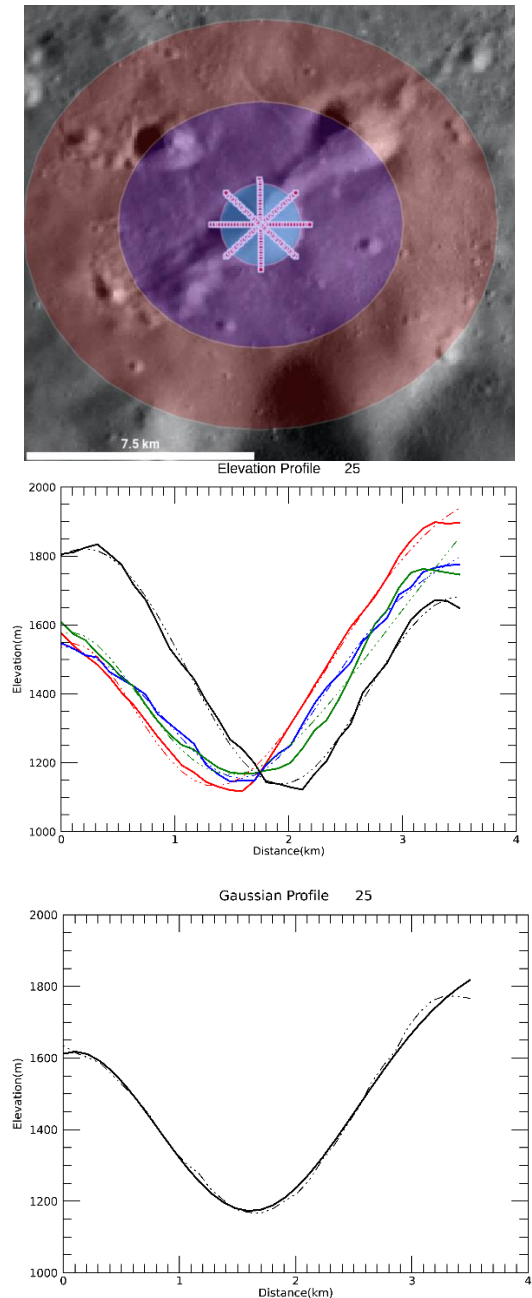 7.5 km
Elevation Profile 25
2000
1800
1600
1400
1200
1000
Elevation(m)
0 1 2 3 4
Distance(km)
Gaussian Profile 25
2000
1800
1600
1400
1200
1000
Elevation(m)
0 1 2 3 4
Distance(km)